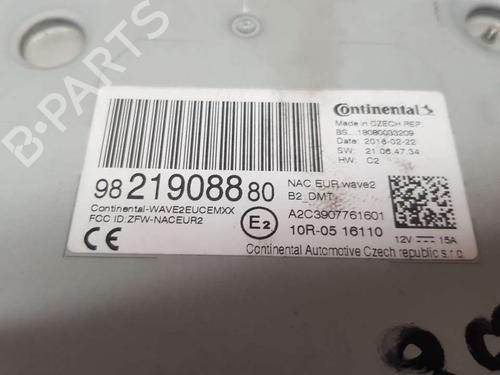 B-PARTS
Continental
Made in CZECH REP
BS...:18080033209
Date: 2018-02-22
SW: 21.06.47.34
HW: C2
98 219088 80
NAC EUR wave2
B2_DMT
Continental-WAVE2EUCEMXX
FCC ID:ZFW-NACEUR2
A2C3907761601
CE
E2
10R-05 16110
12V 15A
Continental Automotive Czech republic s.r.o.